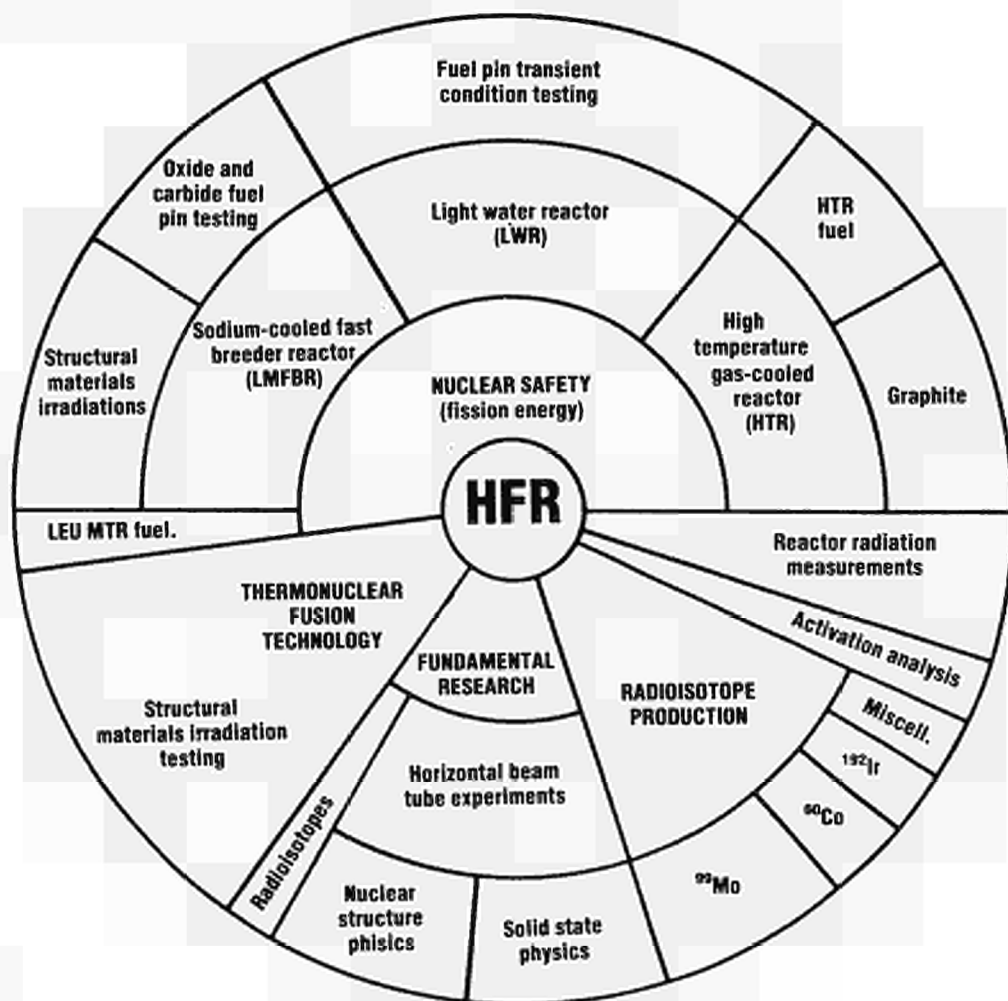 Fuel pin transient
condition testing
Oxide and
carbide fuel
pin testing
Light water reactor
(LWR)
HTR
fuel
Structural
materials
irradiations
Sodium-cooled fast
breeder reactor
(LMFBR)
High
temperature
gas-cooled
reactor
(HTR)
Graphite
NUCLEAR SAFETY
(fission energy)
HFR
LEU MTR fuel.
Reactor radiation
measurements
Activation analysis
THERMONUCLEAR
FUSION
TECHNOLOGY
Structural
materials irradiation
testing
FUNDAMENTAL
RESEARCH
RADIOISOTOPE
PRODUCTION
Miscell.
¹⁹²Ir
⁶⁰Co
⁹⁹Mo
Horizontal beam
tube experiments
Radioisotopes
Nuclear
structure
phisics
Solid state
physics